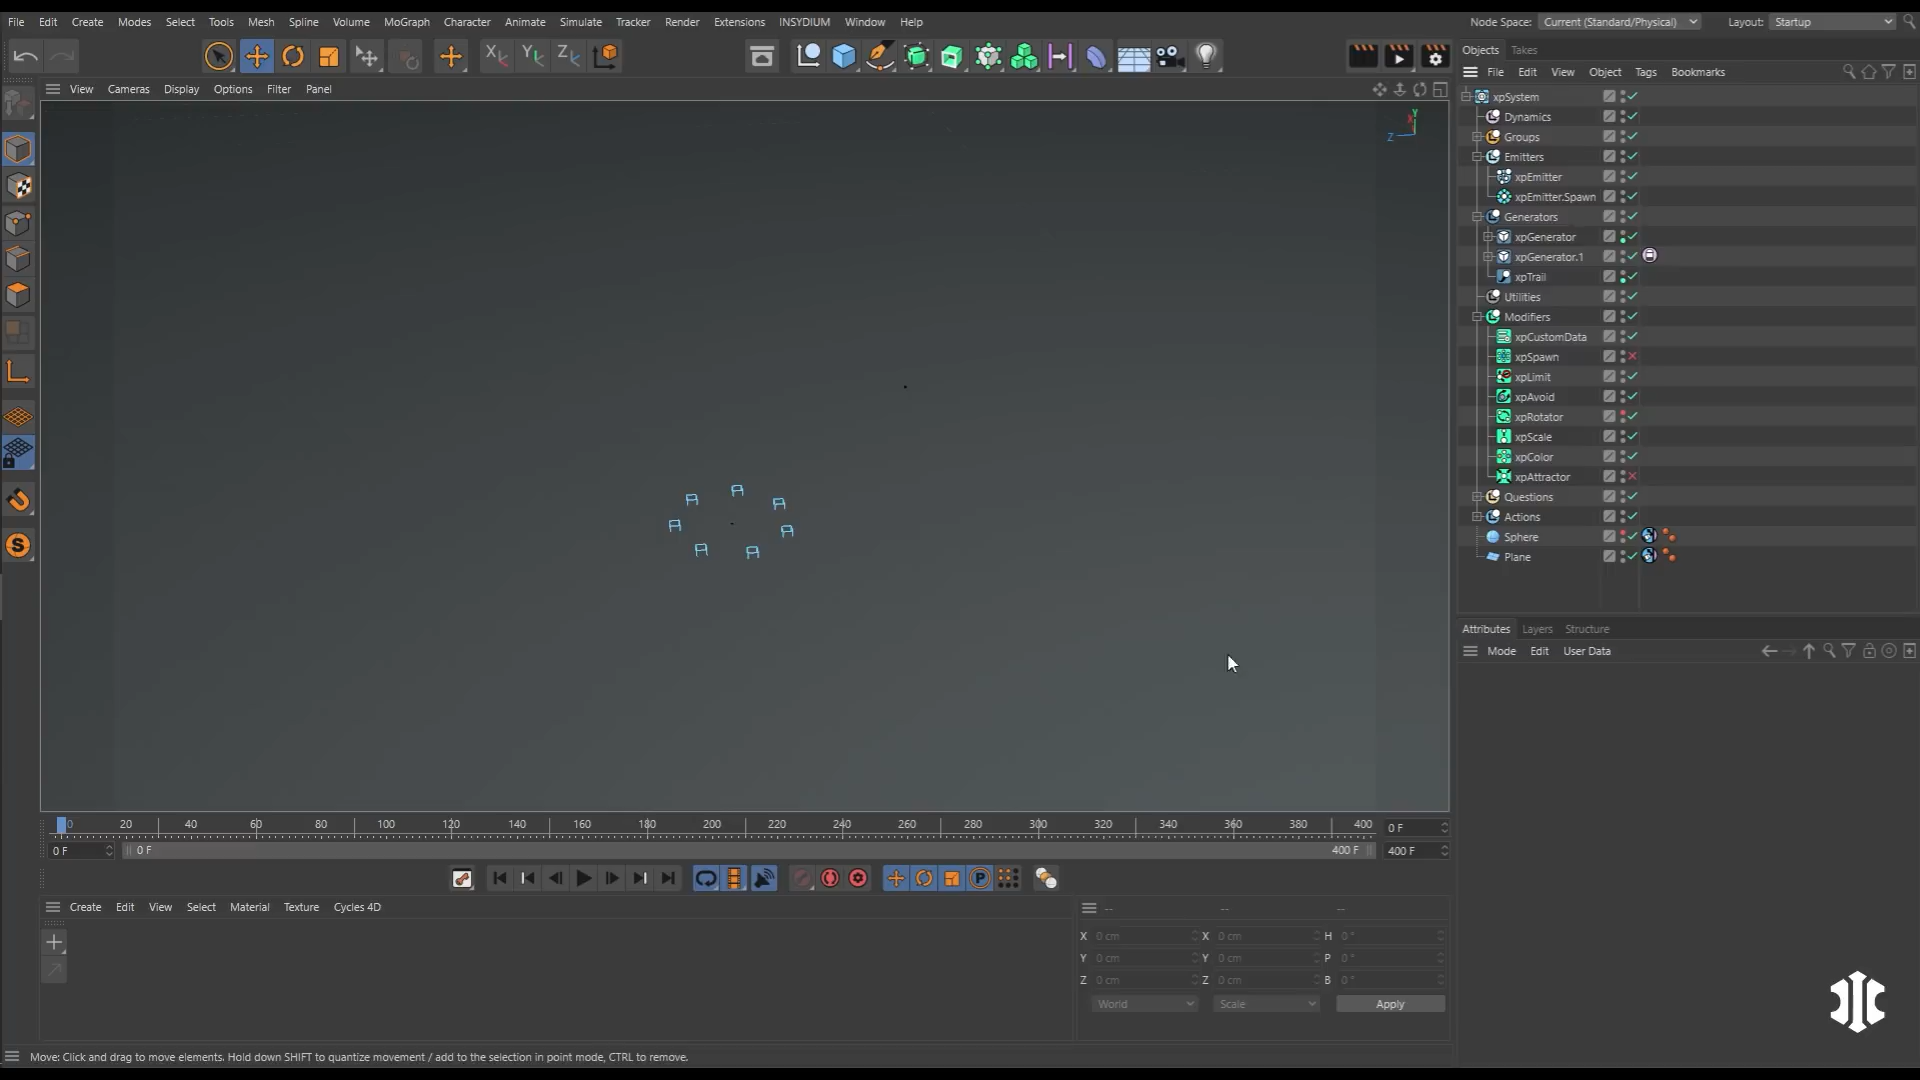 File Edit Create Modes Select Tools Mesh Spline Volume MoGraph Character Animate Simulate Tracker Render Extensions INSYDIUM Window Help Node Space: Current (Standard/Physical) Layout: Startup
X Y Z
Objects Takes
File Edit View Object Tags Bookmarks
View Cameras Display Options Filter Panel
Y
X
Z
xpSystem
Dynamics
Groups
Emitters
xpEmitter
xpEmitter.Spawn
Generators
xpGenerator
xpGenerator.1
xpTrail
Utilities
Modifiers
xpCustomData
xpSpawn
xpLimit
xpAvoid
xpRotator
xpScale
xpColor
xpAttractor
Questions
Actions
Sphere
Plane
Attributes Layers Structure
Mode Edit User Data
0 20 40 60 80 100 120 140 160 180 200 220 240 260 280 300 320 340 360 380 400 0 F
0 F 0 F 400 F 400 F
P
Create Edit View Select Material Texture Cycles 4D
-- -- --
X 0 cm X 0 cm H 0 °
Y 0 cm Y 0 cm P 0 °
Z 0 cm Z 0 cm B 0 °
World Scale Apply
Move: Click and drag to move elements. Hold down SHIFT to quantize movement / add to the selection in point mode, CTRL to remove.